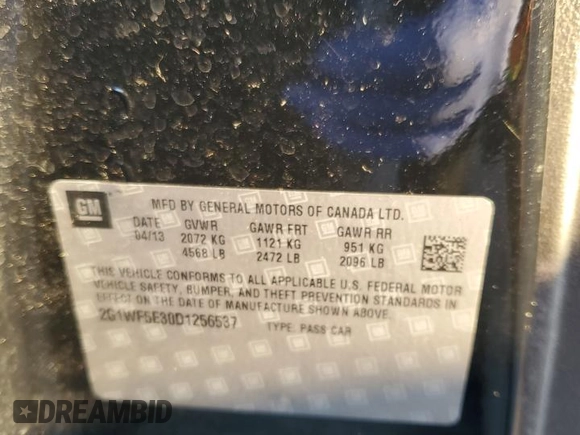 GM
MFD BY GENERAL MOTORS OF CANADA LTD.
DATE GVWR GAWR FRT GAWR RR
04/13 2072 KG 1121 KG 951 KG
4568 LB 2472 LB 2096 LB
THIS VEHICLE CONFORMS TO ALL APPLICABLE U.S. FEDERAL MOTOR
VEHICLE SAFETY, BUMPER, AND THEFT PREVENTION STANDARDS IN
EFFECT ON THE DATE OF MANUFACTURE SHOWN ABOVE.
2G1WF5E30D1256537 TYPE: PASS CAR
DREAMBID